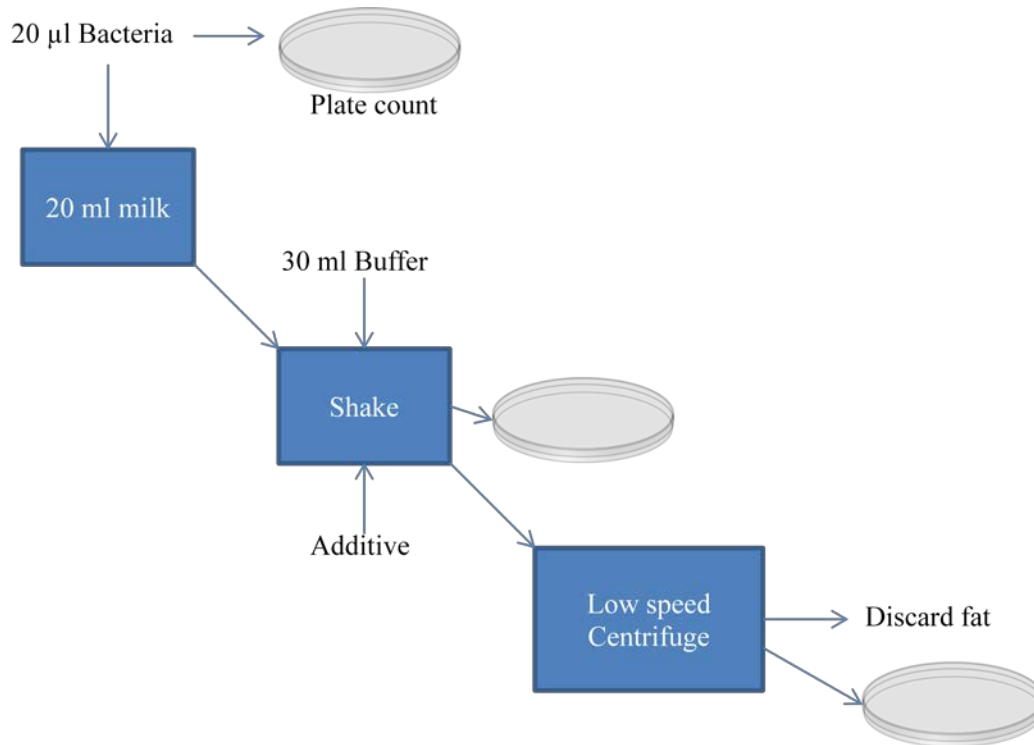 20 µl Bacteria
Plate count
20 ml milk
30 ml Buffer
Shake
Additive
Low speed
Centrifuge
Discard fat